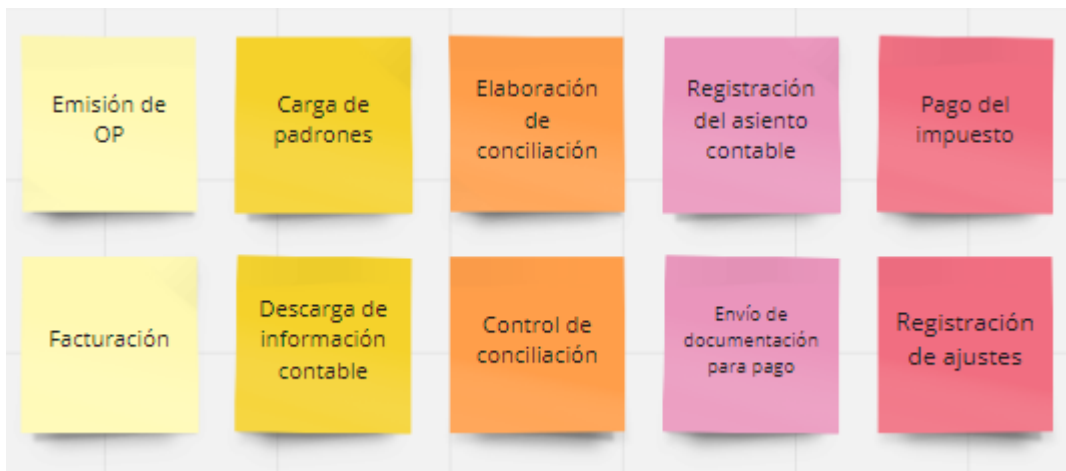 Emisión de
OP
Carga de
padrones
Elaboración
de
conciliación
Registración
del asiento
contable
Pago del
impuesto
Facturación
Descarga de
información
contable
Control de
conciliación
Envío de
documentación
para pago
Registración
de ajustes